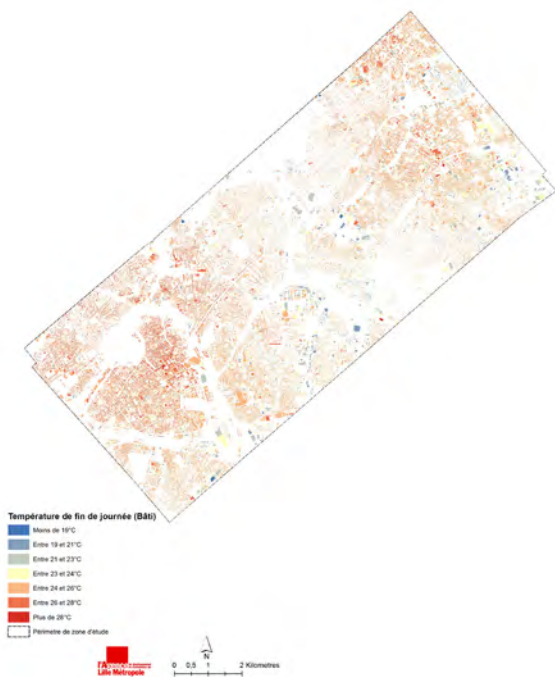 Température de fin de journée (Bâti)
Moins de 19°C
Entre 19 et 21°C
Entre 21 et 23°C
Entre 23 et 24°C
Entre 24 et 26°C
Entre 26 et 28°C
Plus de 28°C
Périmetre de zone d'étude
l'Agence
Lille Métropole
N
0 0,5 1 2 Kilometres